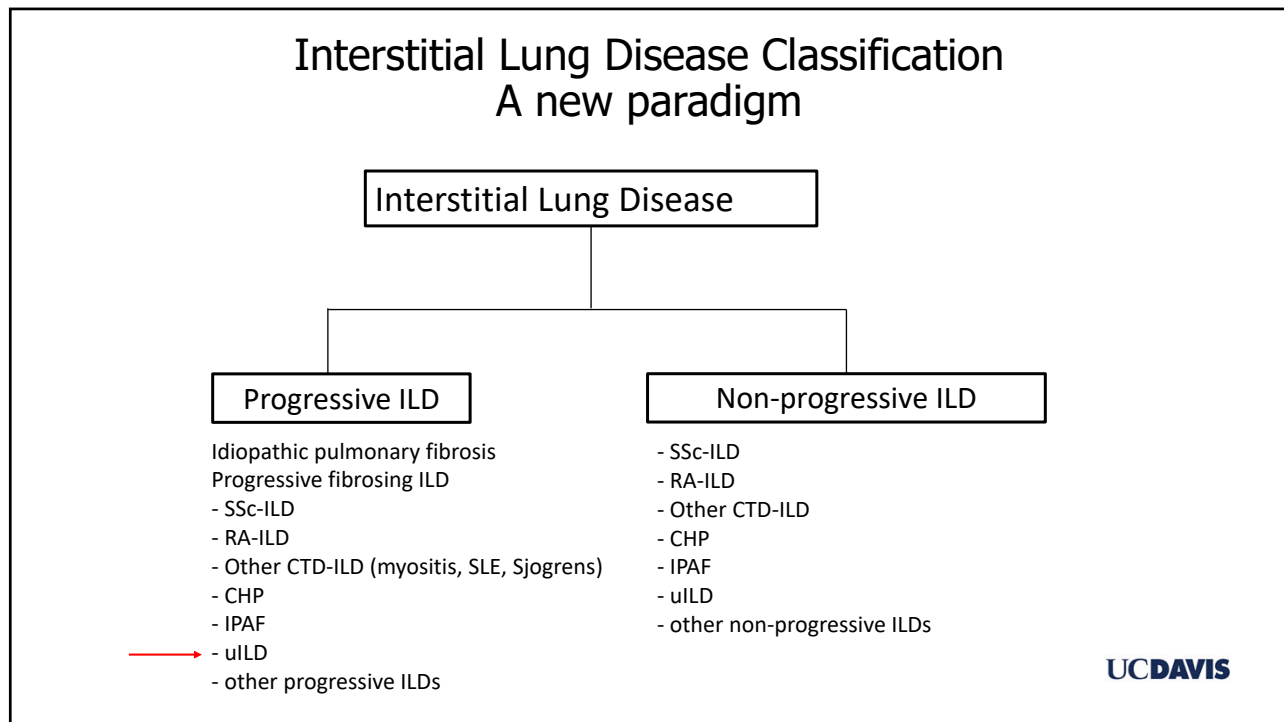 Interstitial Lung Disease Classification
A new paradigm
Interstitial Lung Disease
Progressive ILD
Idiopathic pulmonary fibrosis
Progressive fibrosing ILD
- SSc-ILD
- RA-ILD
- Other CTD-ILD (myositis, SLE, Sjogrens)
- CHP
- IPAF
- uILD
- other progressive ILDs
Non-progressive ILD
- SSc-ILD
- RA-ILD
- Other CTD-ILD
- CHP
- IPAF
- uILD
- other non-progressive ILDs
UCDAVIS